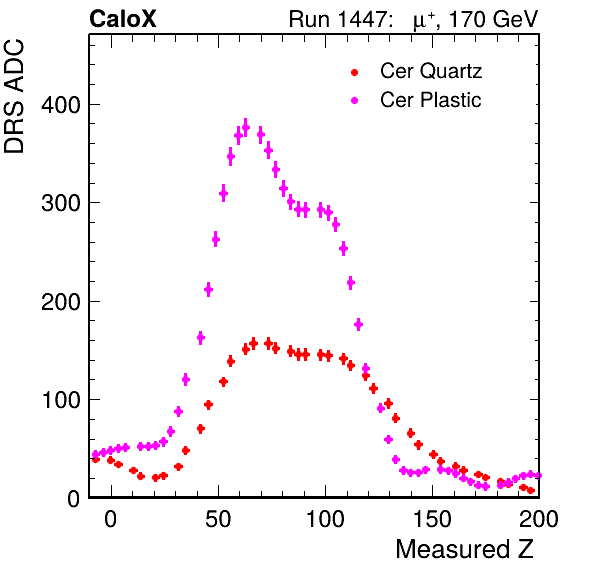 CaloX Run 1447: μ+, 170 GeV
DRS ADC
Cer Quartz
Cer Plastic
400
300
200
100
0
0 50 100 150 200
Measured Z